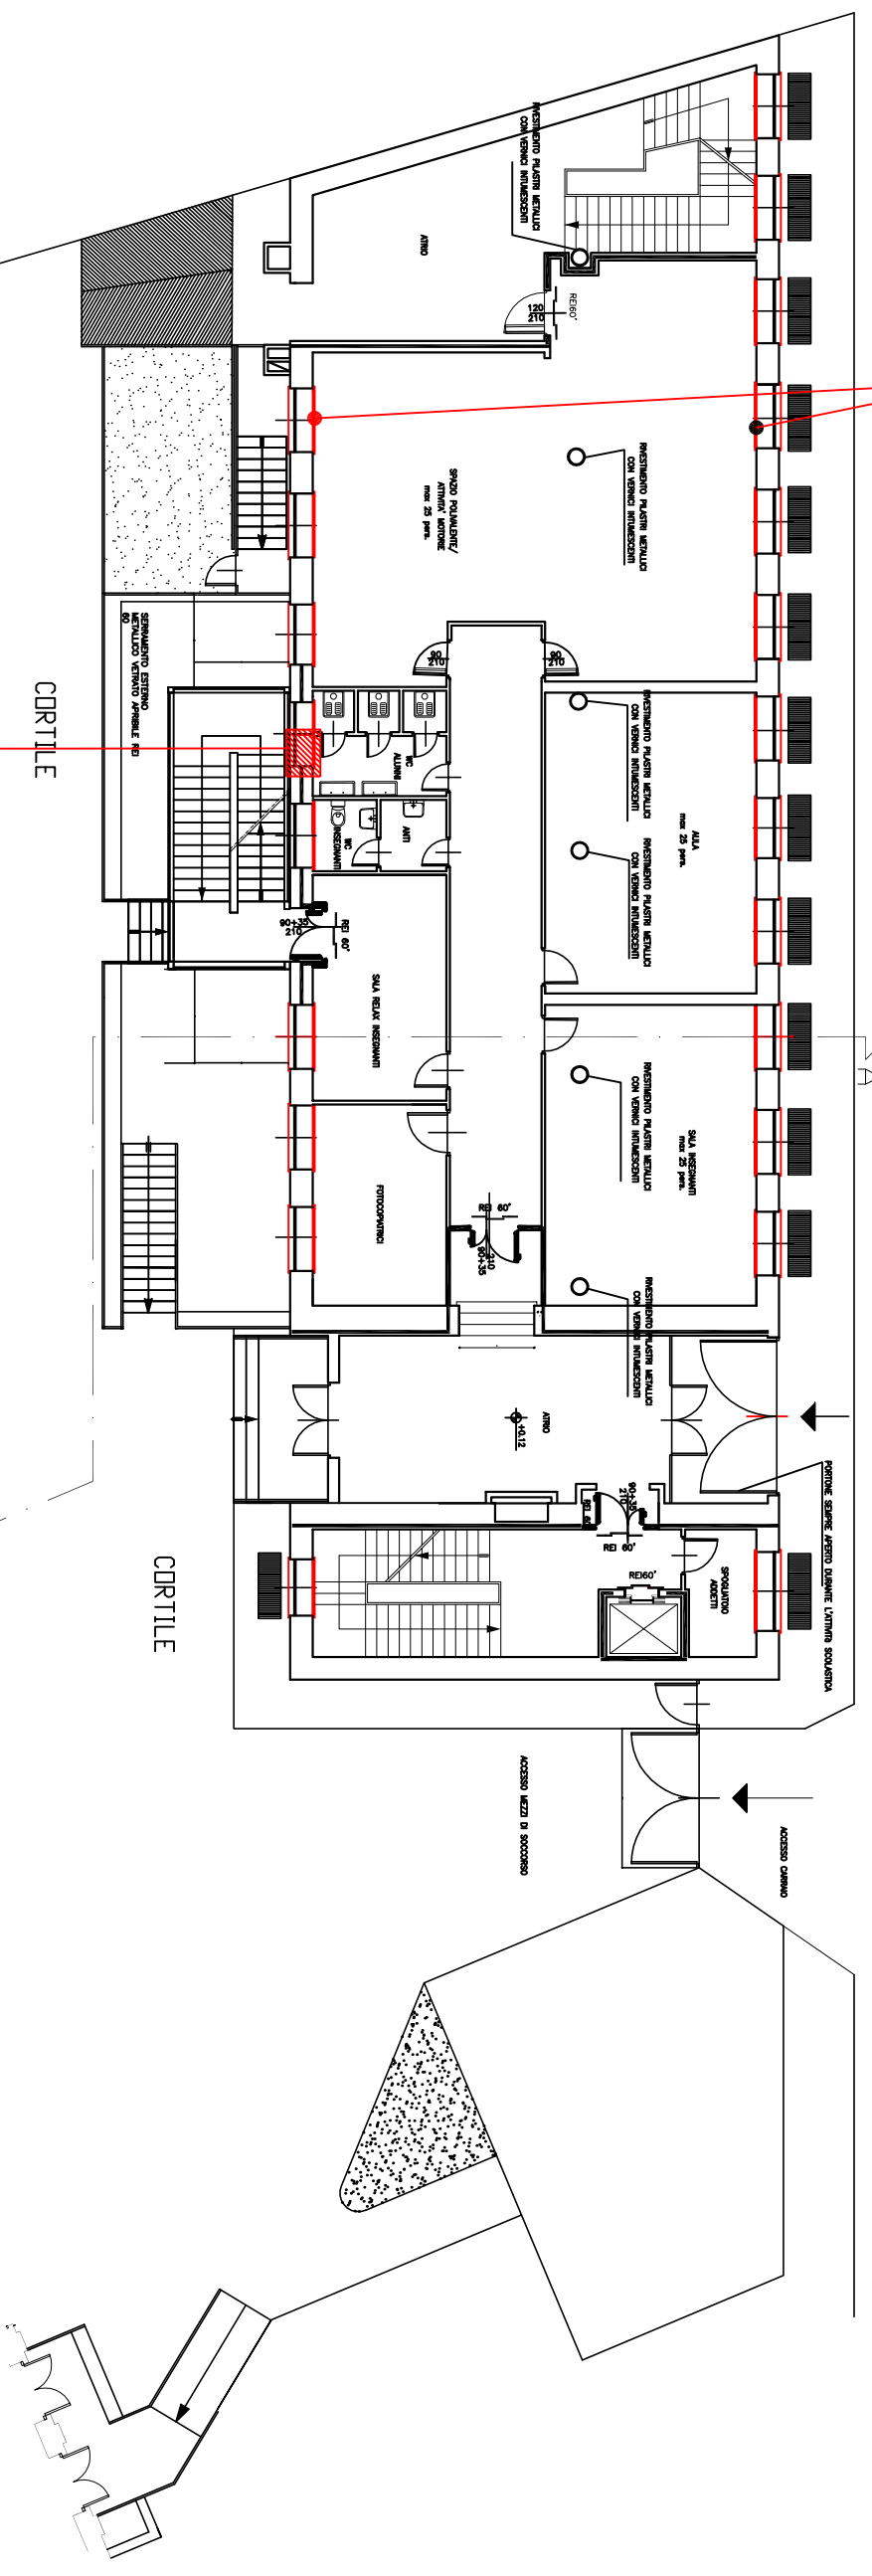 RIVESTIMENTO PILASTRI METALLICI
CON VERNICI INTUMESCENTI
ATRIO
120
210
REI60'
RIVESTIMENTO PILASTRI METALLICI
CON VERNICI INTUMESCENTI
SPAZIO POLIVALENTE/
ATTIVITA' MOTORIE
max 25 pers.
SERRAMENTO ESTERNO
METALLICO VETRATO APRIBILE REI
60
CORTILE
90
210
90
210
RIVESTIMENTO PILASTRI METALLICI
CON VERNICI INTUMESCENTI
WC
ALUNNI
AULA
max 25 pers.
WC
INSEGNANTI
ANTI
RIVESTIMENTO PILASTRI METALLICI
CON VERNICI INTUMESCENTI
90+35
210
REI 60'
SALA RELAX INSEGNANTI
RIVESTIMENTO PILASTRI METALLICI
CON VERNICI INTUMESCENTI
SALA INSEGNANTI
max 25 pers.
FOTOCOPIATRICI
REI 60'
210
90+35
RIVESTIMENTO PILASTRI METALLICI
CON VERNICI INTUMESCENTI
ATRIO
+0.12
PORTONE SEMPRE APERTO DURANTE L'ATTIVITà SCOLASTICA
90+35
210
REI 60'
REI 60'
REI60'
SPOGLIATOIO
ADDETTI
CORTILE
ACCESSO MEZZI DI SOCCORSO
ACCESSO CARRAIO